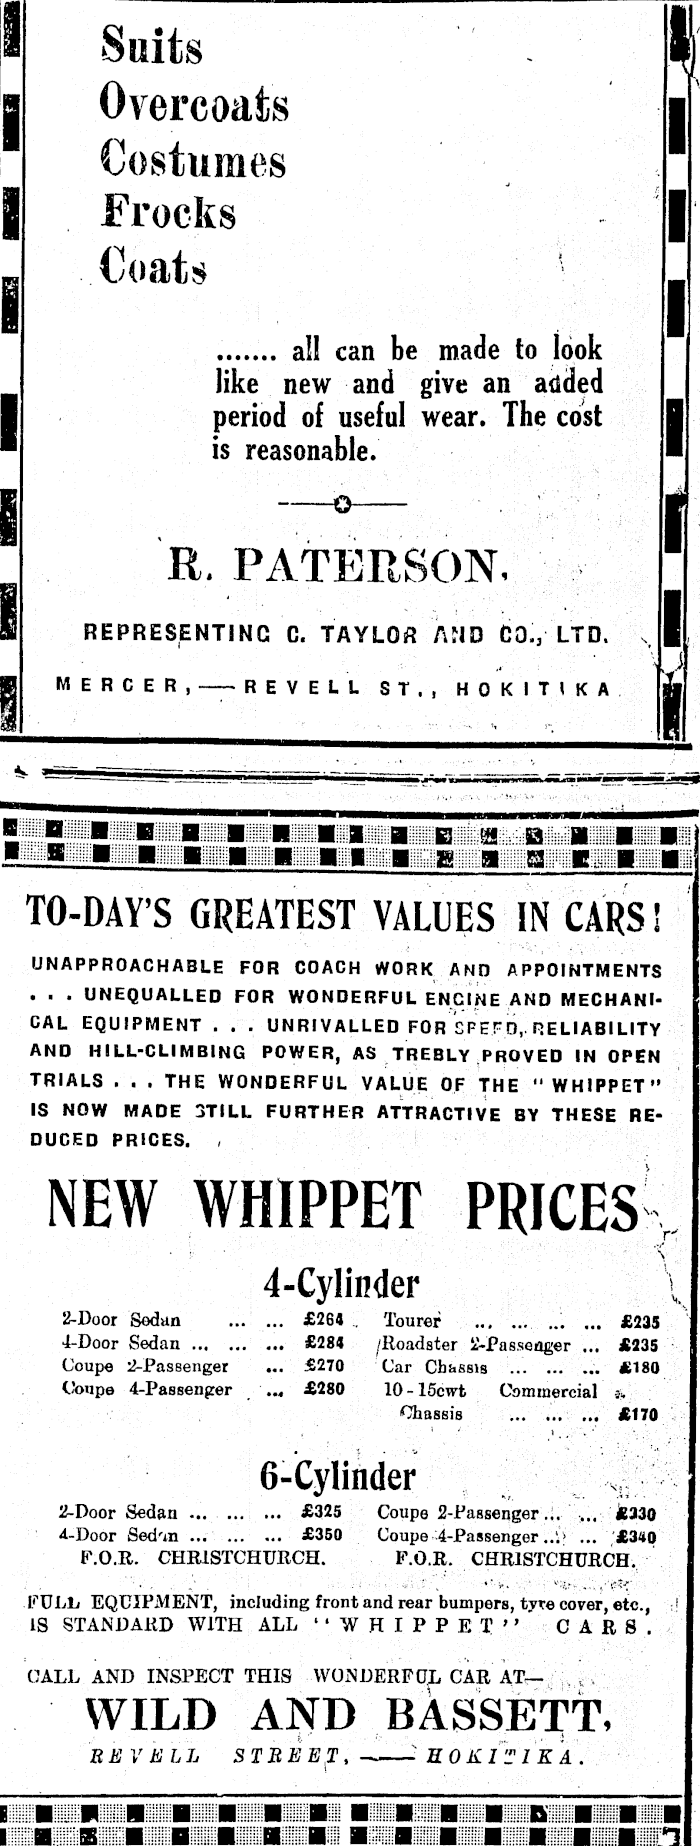 Suits
Overcoats
Costumes
Frocks
Coats
....... all can be made to look
like new and give an added
period of useful wear. The cost
is reasonable.
R. PATERSON,
REPRESENTING C. TAYLOR AND CO., LTD.
MERCER,—REVELL ST., HOKITIKA
TO-DAY'S GREATEST VALUES IN CARS!
UNAPPROACHABLE FOR COACH WORK AND APPOINTMENTS
. . . UNEQUALLED FOR WONDERFUL ENGINE AND MECHANI-
CAL EQUIPMENT . . . UNRIVALLED FOR SPEED, RELIABILITY
AND HILL-CLIMBING POWER, AS TREBLY PROVED IN OPEN
TRIALS . . . THE WONDERFUL VALUE OF THE "WHIPPET"
IS NOW MADE STILL FURTHER ATTRACTIVE BY THESE RE-
DUCED PRICES.
NEW WHIPPET PRICES
4-Cylinder
2-Door Sedan ... ... £264
4-Door Sedan ... ... ... £284
Coupe 2-Passenger ... £270
Coupe 4-Passenger ... £280
Tourer ... ... ... ... £235
Roadster 2-Passenger ... £235
Car Chassis ... ... ... £180
10-15cwt Commercial
Chassis ... ... ... £170
6-Cylinder
2-Door Sedan ... ... ... £325
4-Door Sedan ... ... ... £350
F.O.R. CHRISTCHURCH.
Coupe 2-Passenger ... ... £330
Coupe 4-Passenger ... ... £340
F.O.R. CHRISTCHURCH.
FULL EQUIPMENT, including front and rear bumpers, tyre cover, etc.,
IS STANDARD WITH ALL "WHIPPET" CARS.
CALL AND INSPECT THIS WONDERFUL CAR AT—
WILD AND BASSETT,
REVELL STREET,—HOKITIKA.